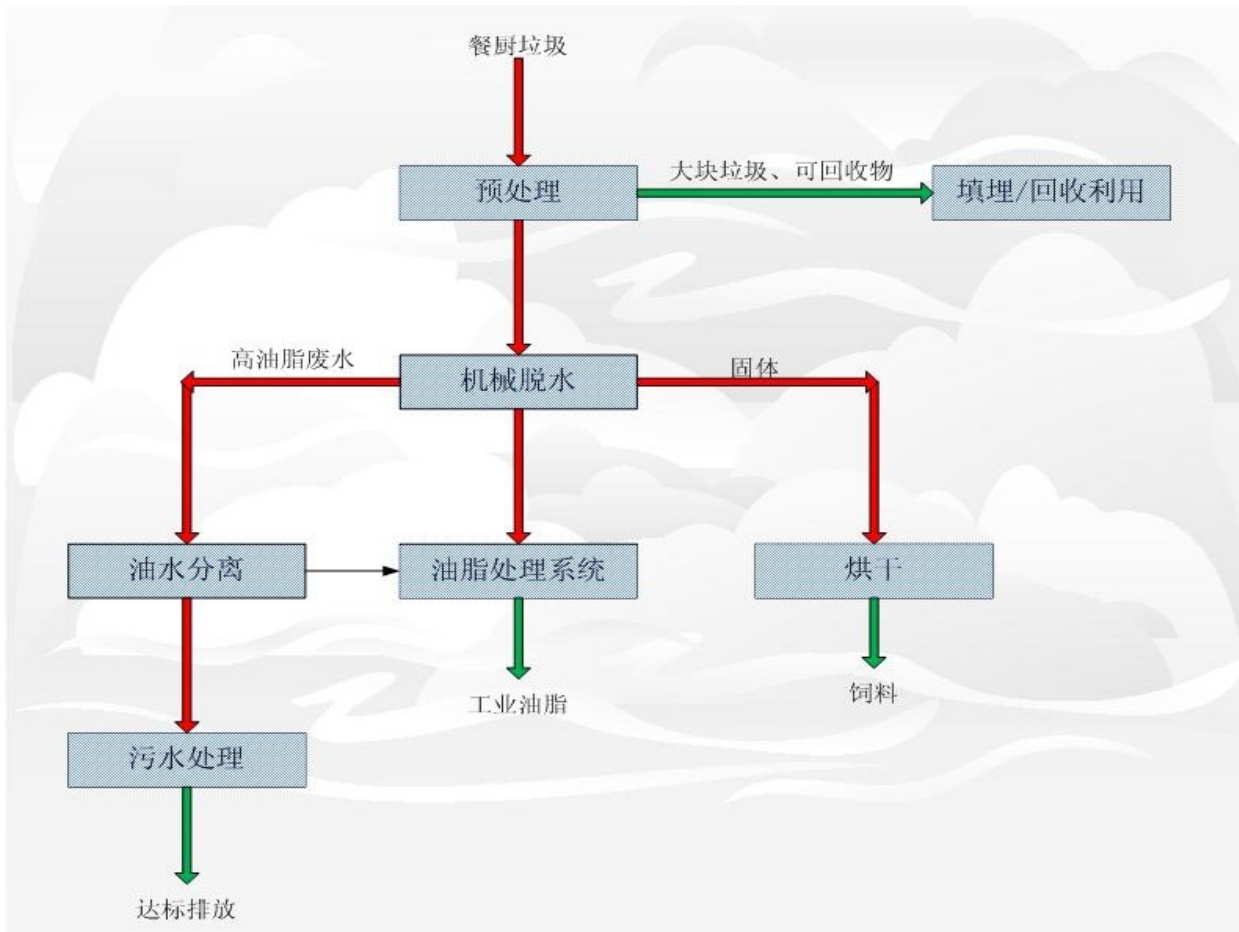 餐厨垃圾
大块垃圾、可回收物
预处理
填埋/回收利用
高油脂废水
机械脱水
固体
油水分离
油脂处理系统
烘干
工业油脂
饲料
污水处理
达标排放